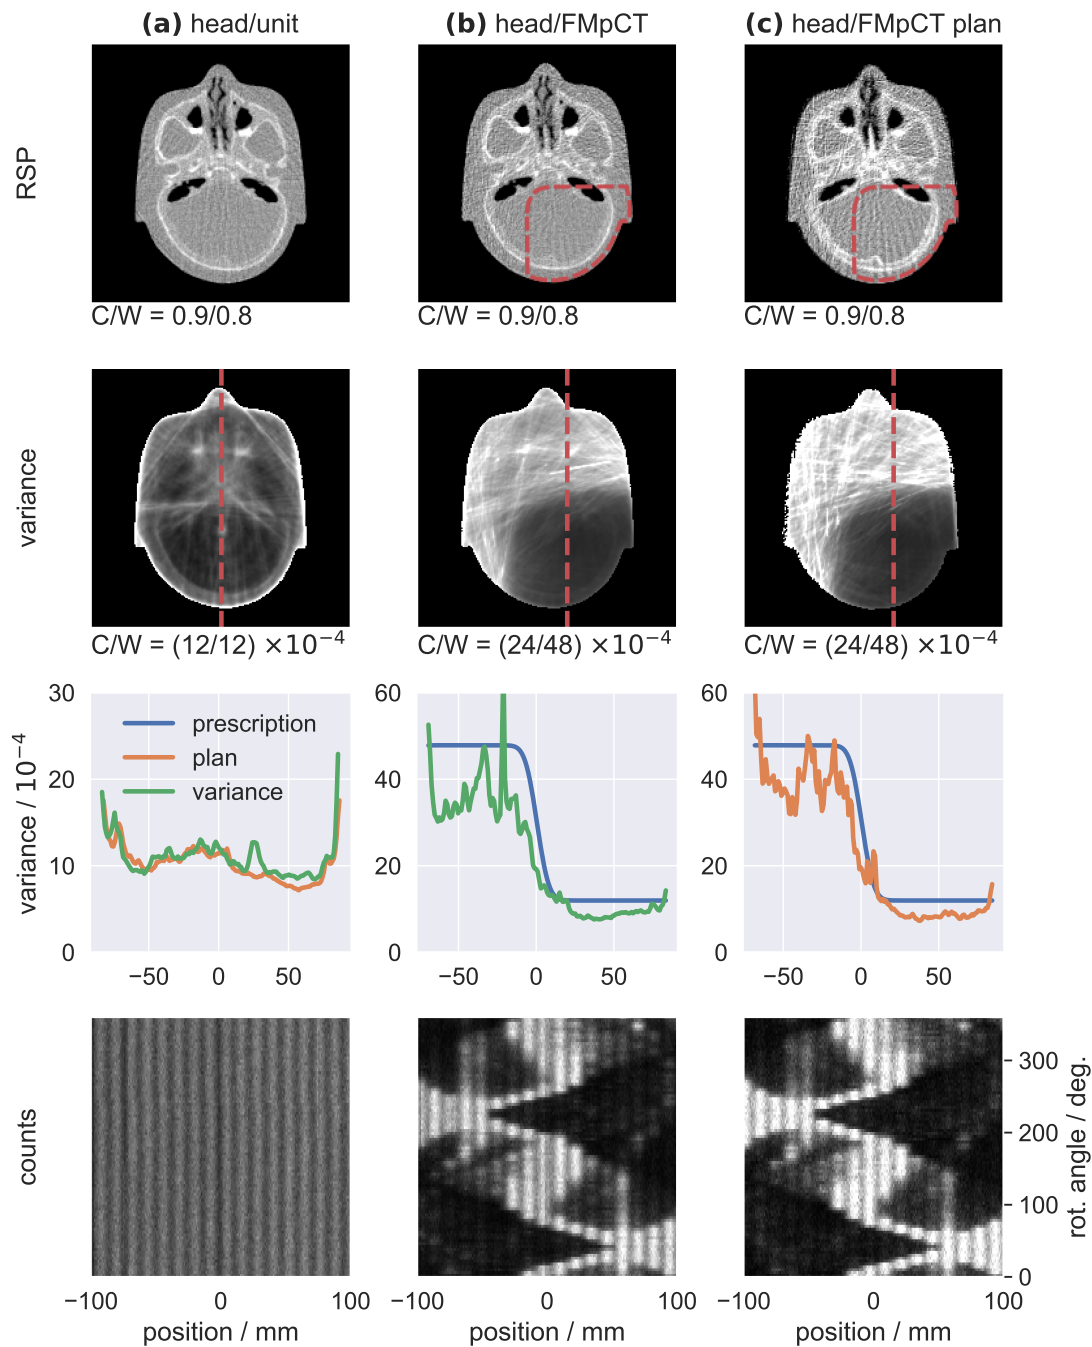 (a) head/unit (b) head/FMpCT (c) head/FMpCT plan
RSP
C/W = 0.9/0.8 C/W = 0.9/0.8 C/W = 0.9/0.8
variance
C/W = (12/12) ×10⁻⁴ C/W = (24/48) ×10⁻⁴ C/W = (24/48) ×10⁻⁴
variance / 10⁻⁴
30 60 60
20 40 40
10 20 20
0 0 0
prescription
plan
variance
−50 0 50 0 −50 50 0 −50 50
counts
300
200
100
0
rot. angle / deg.
−100 0 100 −100 0 100 −100 0 100
position / mm position / mm position / mm